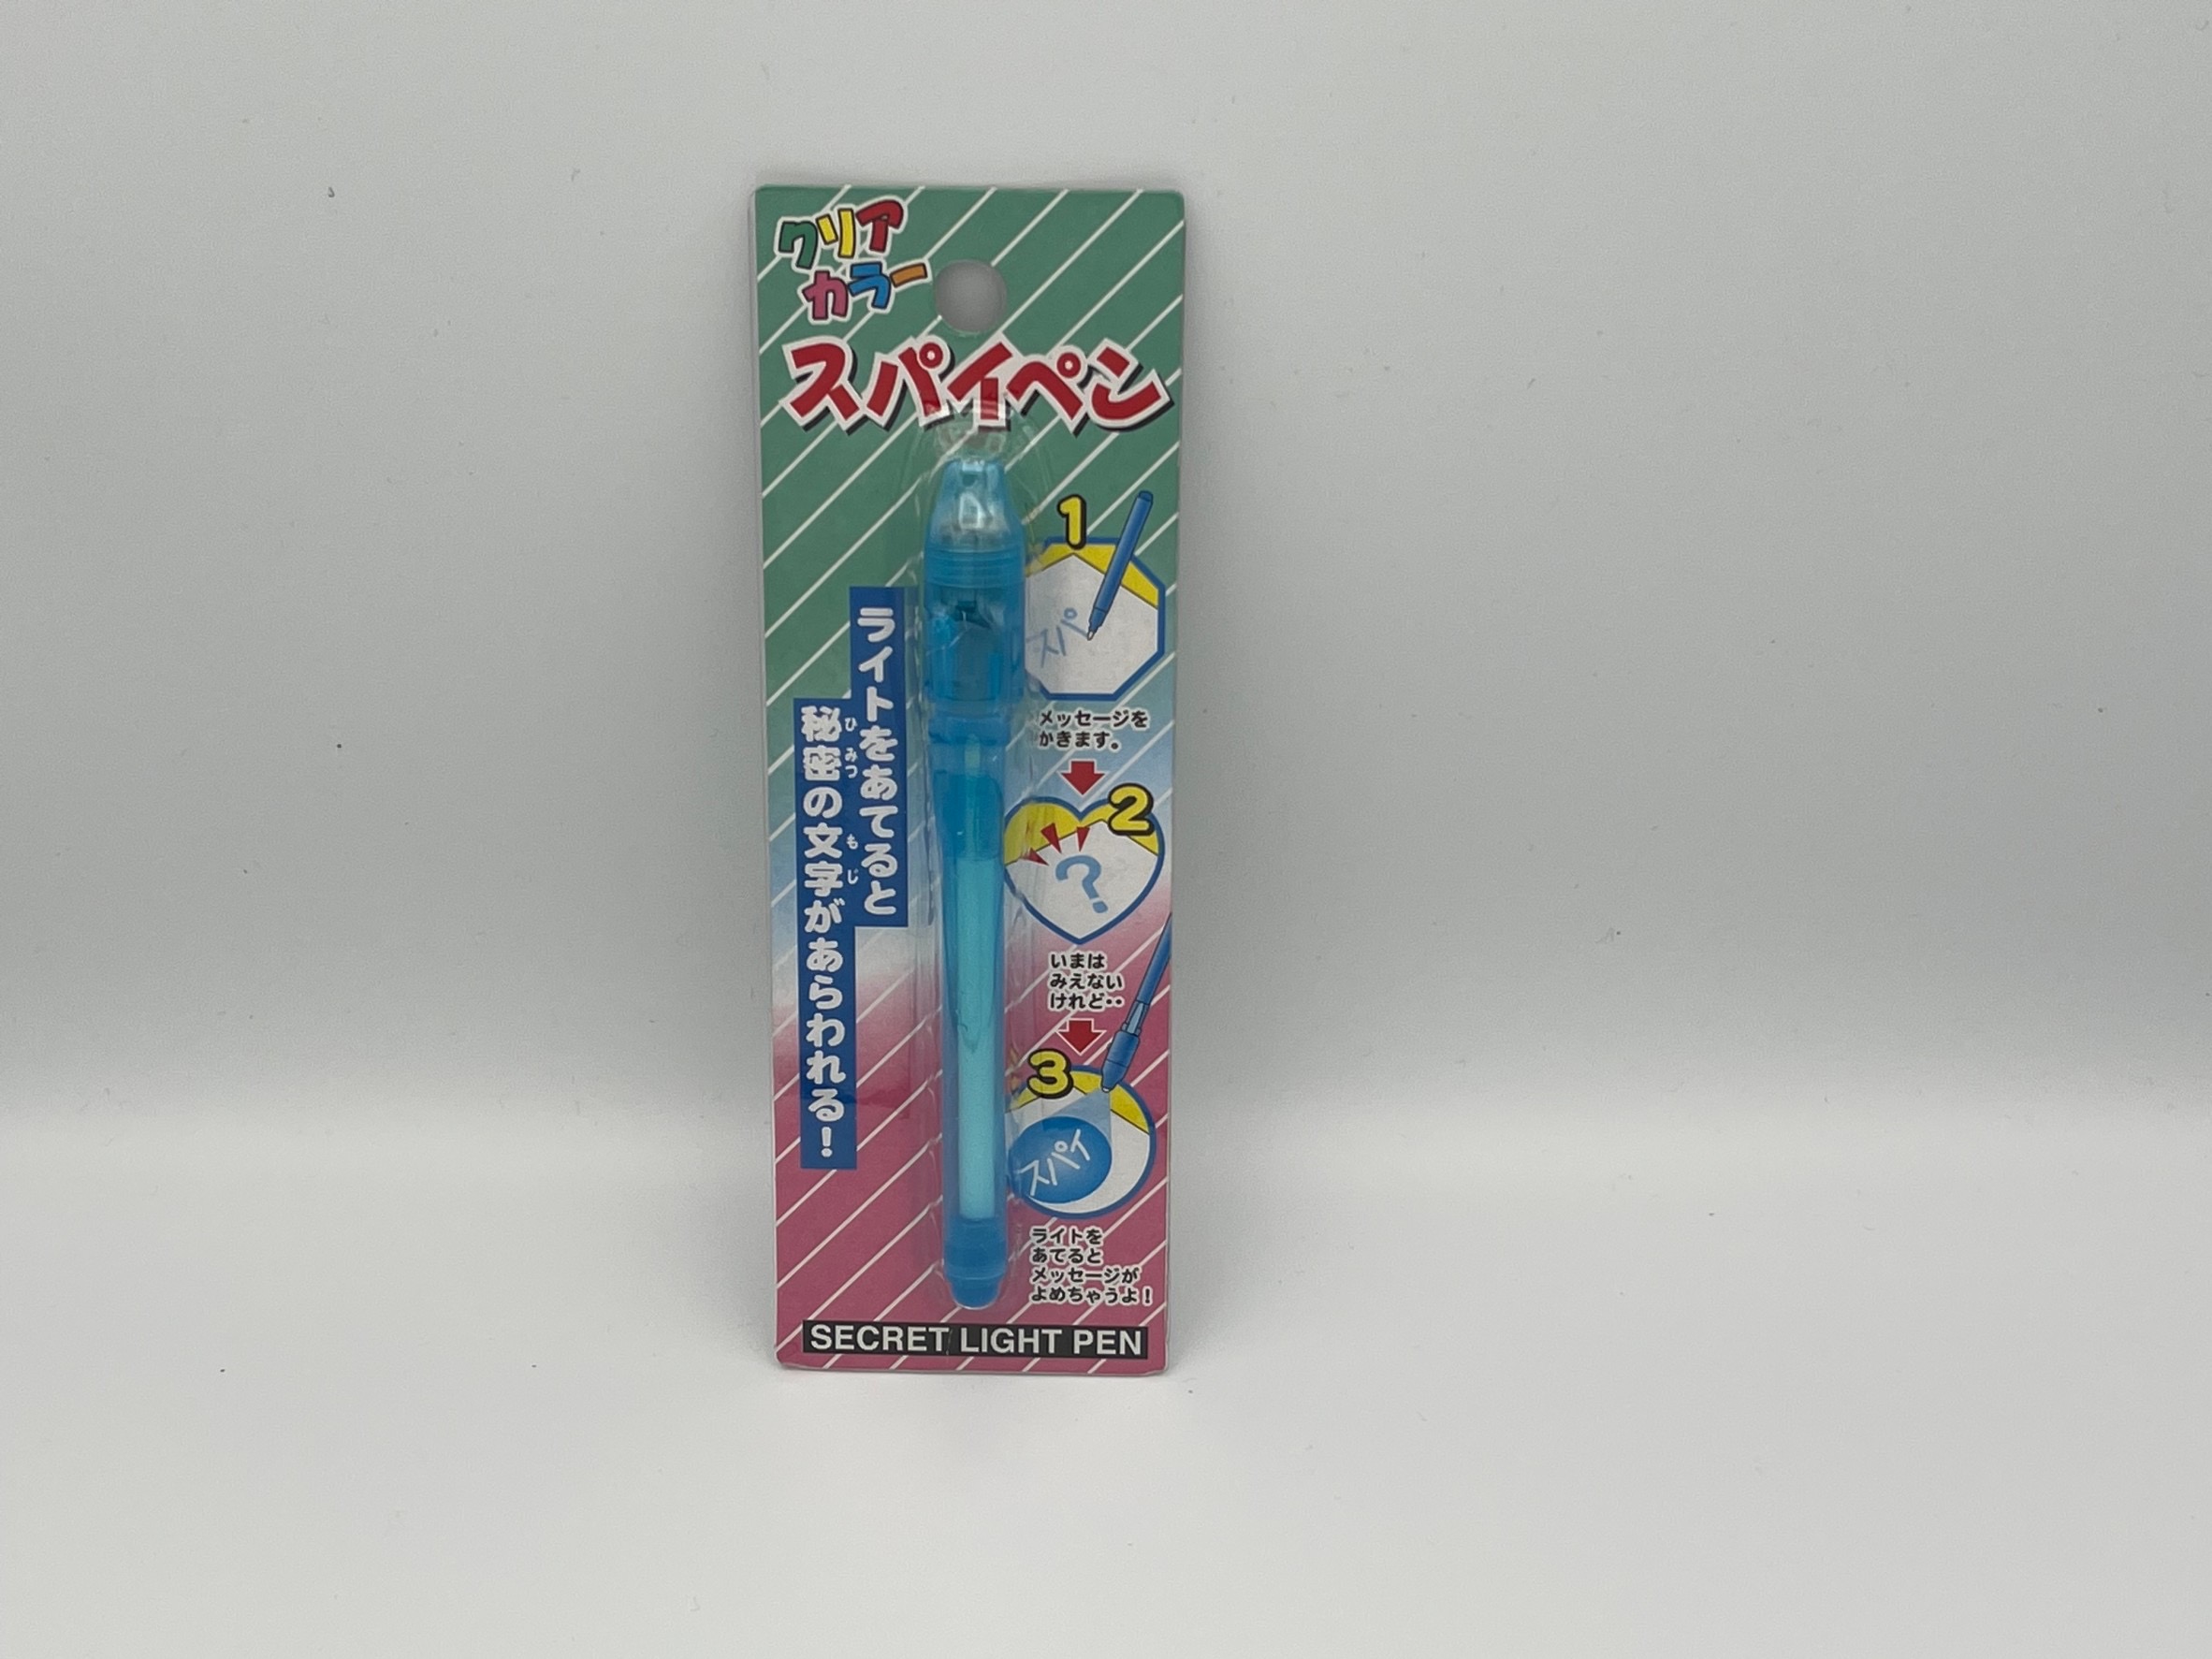 クリア
カラー
スパイペン
ライトをあてると
秘密の文字があらわれる!
ひみつ
もじ
1
スパ
メッセージを
かきます。
2
?
いまは
みえない
けれど‥
3
スパイ
ライトを
あてると
メッセージが
よめちゃうよ!
SECRET LIGHT PEN